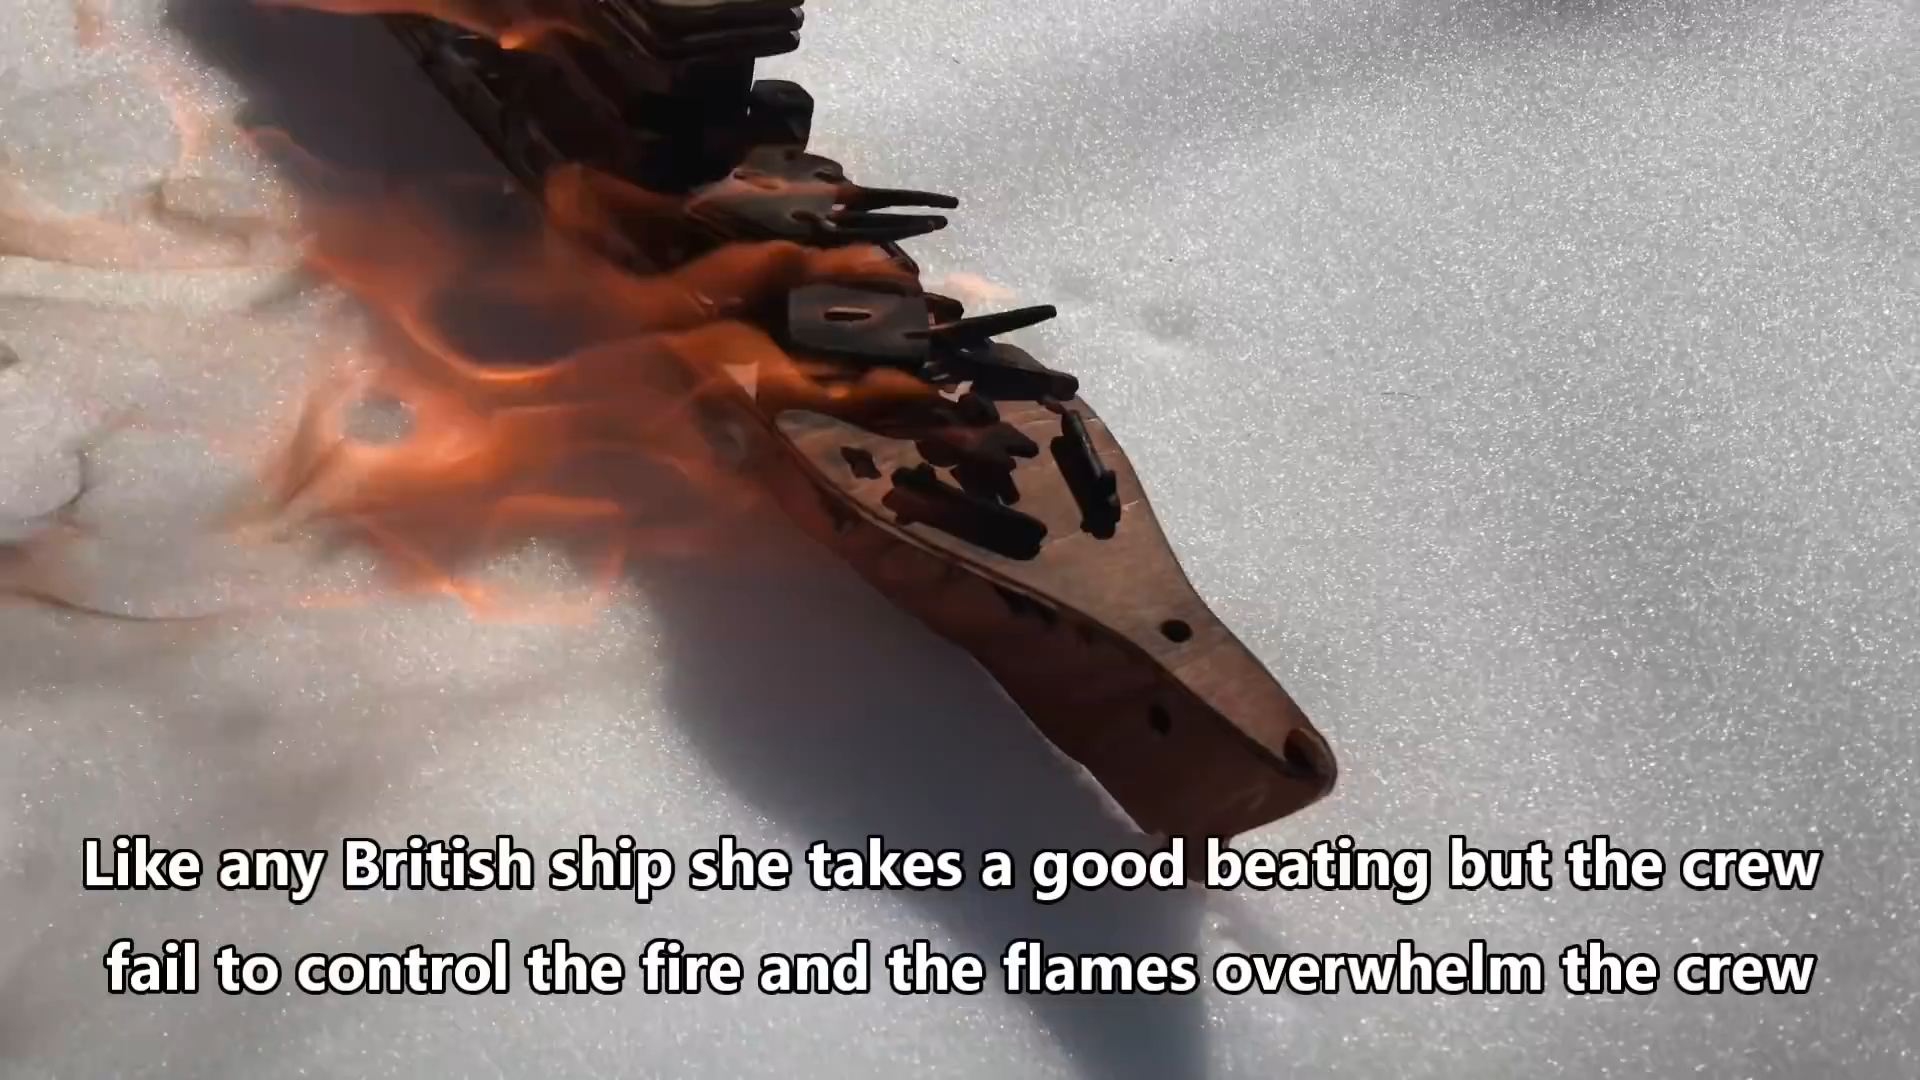 Like any British ship she takes a good beating but the crew
fail to control the fire and the flames overwhelm the crew